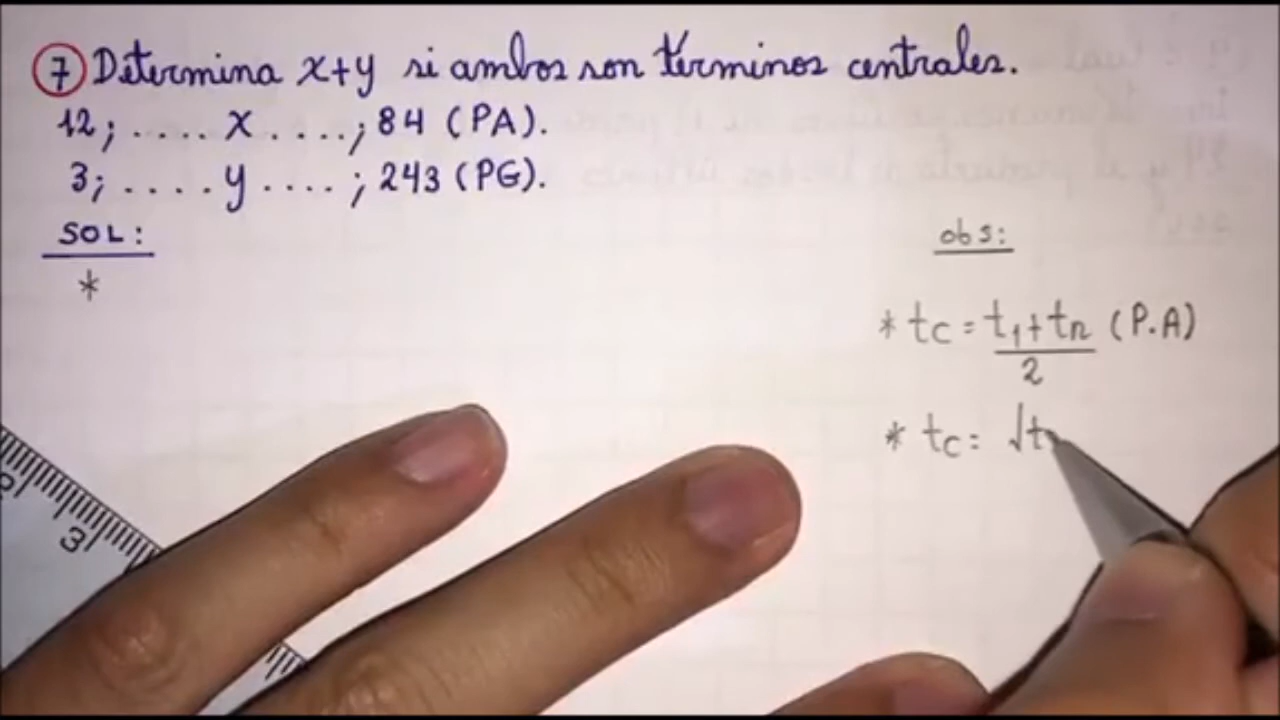 7 Determina x+y si ambos son términos centrales.
12; .... x ....; 84 (PA).
3; .... y ....; 243 (PG).
SOL:
*
obs:
* tc = t1+tn (P.A)
2
* tc = √t
3